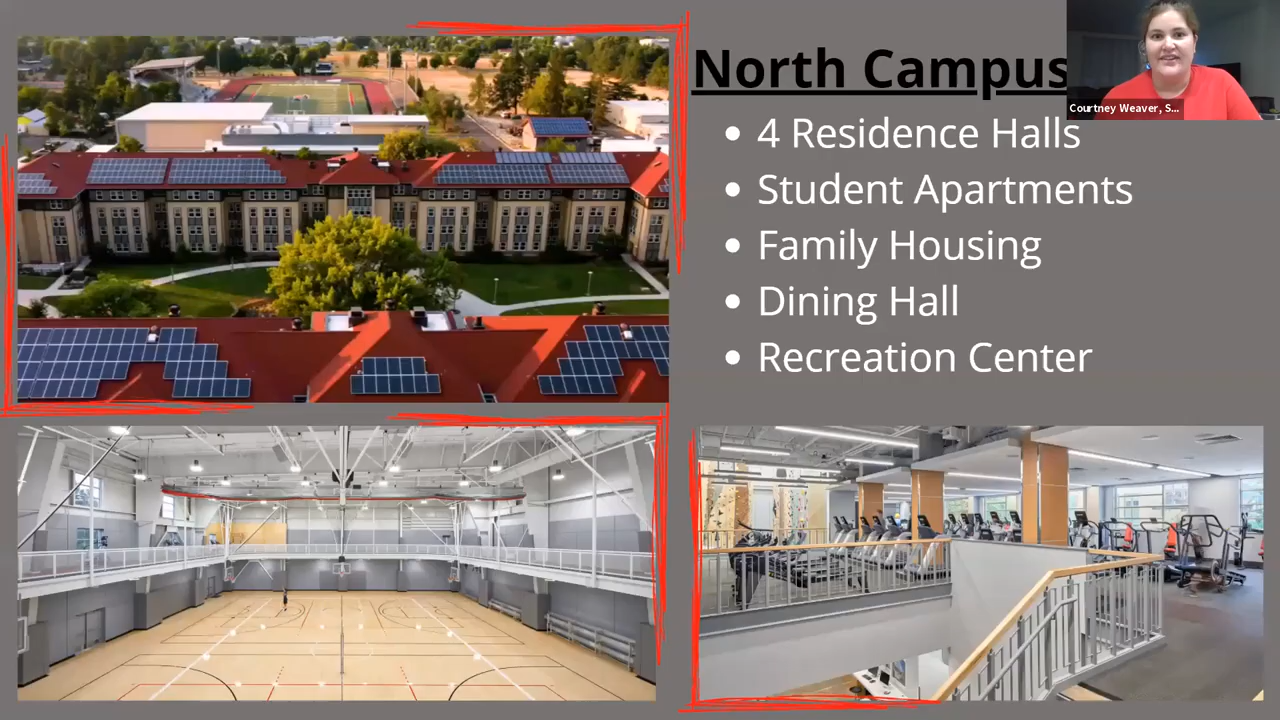 North Campus
Courtney Weaver, S...
• 4 Residence Halls
• Student Apartments
• Family Housing
• Dining Hall
• Recreation Center